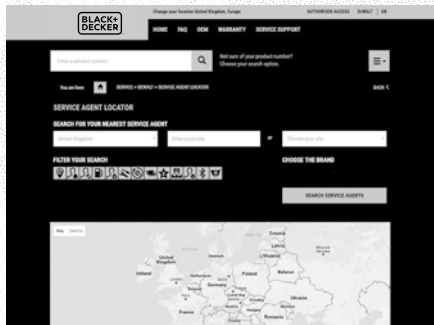 Change your location United Kingdom, Europe
AUTHORISED ACCESS
DEWALT
GB
BLACK+
DECKER
HOME
FAQ
OEM
WARRANTY
SERVICE SUPPORT
Enter a product number
Not sure of your product number?
Choose your search option.
You are here
SERVICE > DEWALT > SERVICE AGENT LOCATOR
BACK <
SERVICE AGENT LOCATOR
SEARCH FOR YOUR NEAREST SERVICE AGENT
United Kingdom
Enter postcode
or
Choose your city
FILTER YOUR SEARCH
CHOOSE THE BRAND
SEARCH SERVICE AGENTS
Map
Satellite
Estonia
Latvia
Lithuania
United
Kingdom
Denmark
Ireland
Netherlands
Poland
Belarus
Germany
Ukraine
France
Romania